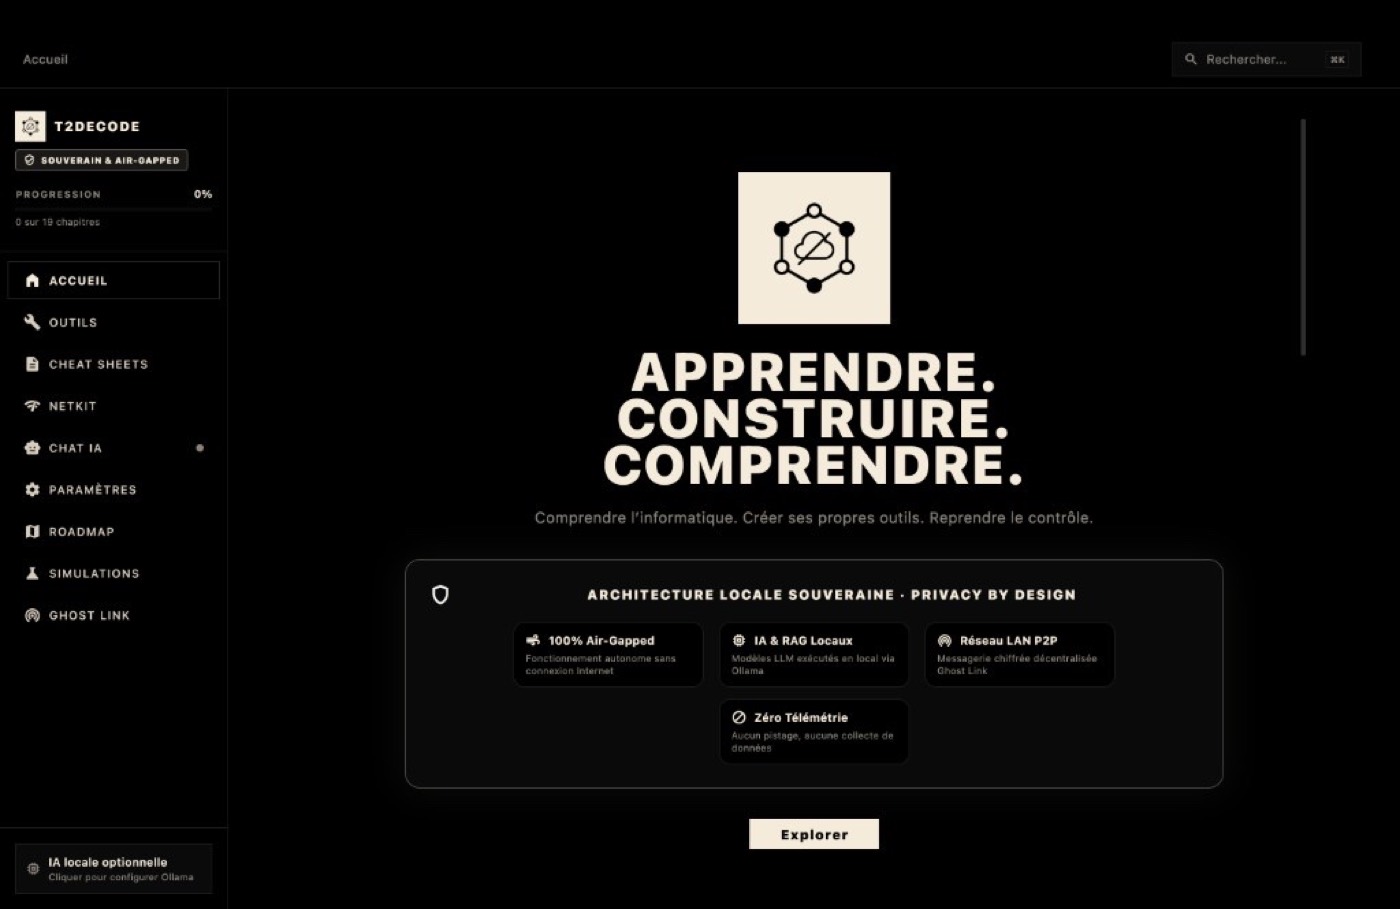 Accueil
Rechercher...
⌘K
T2DECODE
SOUVERAIN & AIR-GAPPED
PROGRESSION 0%
0 sur 19 chapitres
ACCUEIL
OUTILS
CHEAT SHEETS
NETKIT
CHAT IA
PARAMÈTRES
ROADMAP
SIMULATIONS
GHOST LINK
IA locale optionnelle
Cliquer pour configurer Ollama
APPRENDRE.
CONSTRUIRE.
COMPRENDRE.
Comprendre l'informatique. Créer ses propres outils. Reprendre le contrôle.
ARCHITECTURE LOCALE SOUVERAINE · PRIVACY BY DESIGN
100% Air-Gapped
Fonctionnement autonome sans
connexion Internet
IA & RAG Locaux
Modèles LLM exécutés en local via
Ollama
Réseau LAN P2P
Messagerie chiffrée décentralisée
Ghost Link
Zéro Télémétrie
Aucun pistage, aucune collecte de
données
Explorer